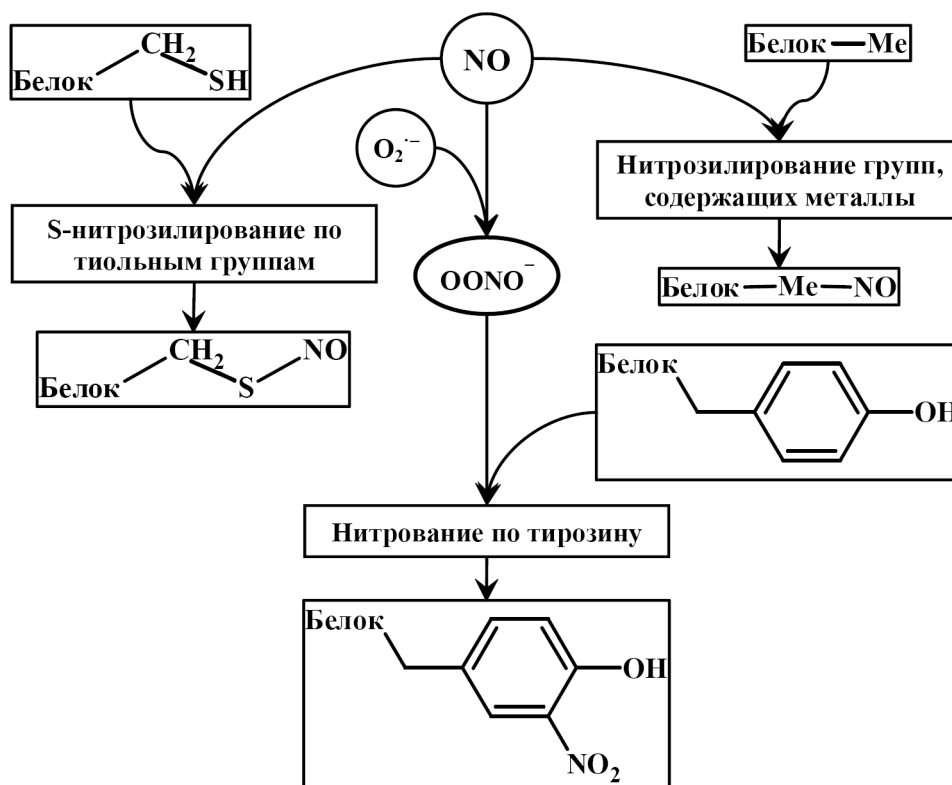 CH₂
Белок
SH
NO
Белок—Me
O₂·⁻
Нитрозилирование групп,
содержащих металлы
S-нитрозилирование по
тиольным группам
OONO⁻
Белок—Me—NO
CH₂
NO
Белок
S
Белок
OH
Нитрование по тирозину
Белок
OH
NO₂